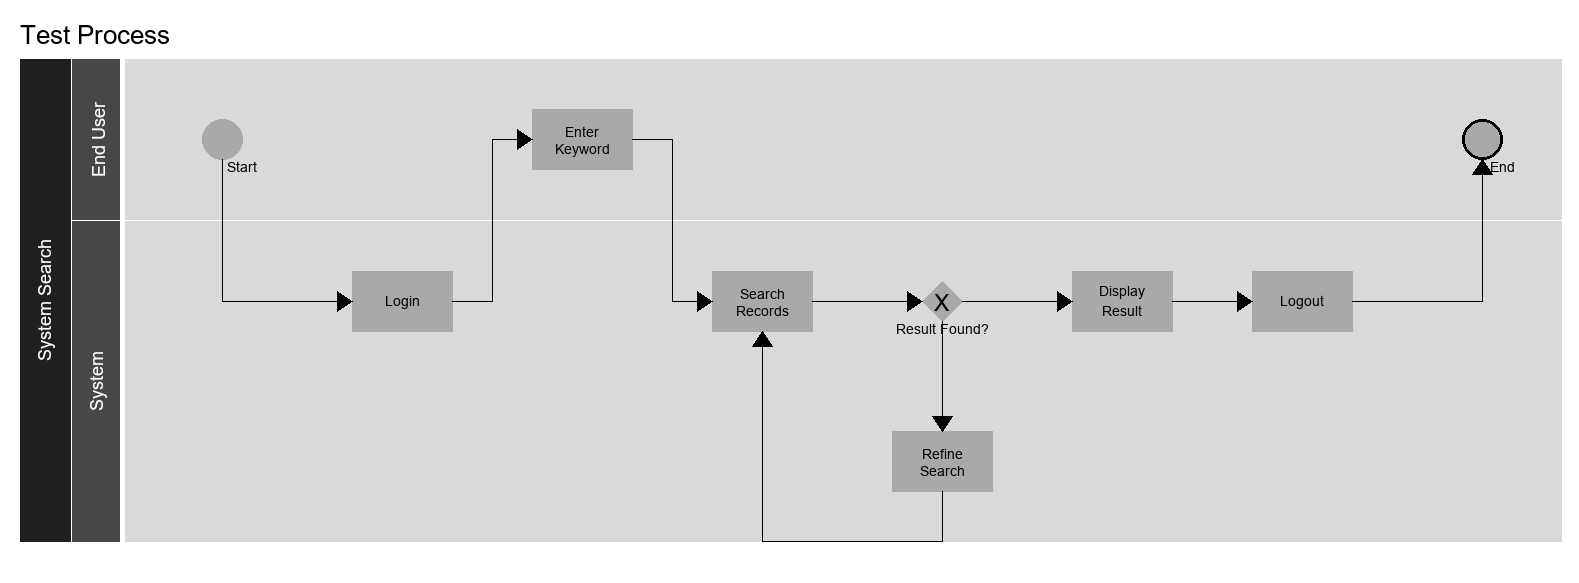 Test Process
System Search
End User
System
Start
Enter
Keyword
End
Login
Search
Records
X
Result Found?
Display
Result
Logout
Refine
Search